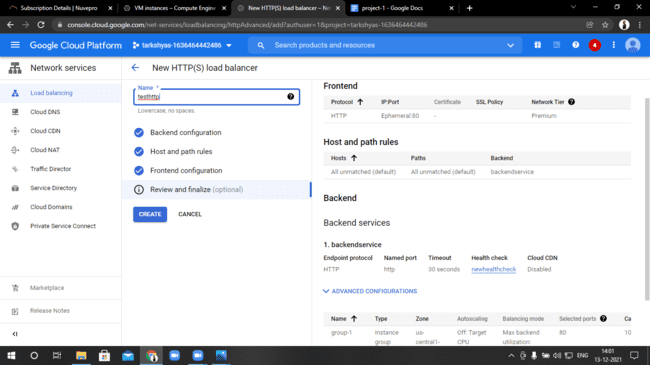 Subscription Details | Nuvepro
VM instances – Compute Engine
New HTTP(S) load balancer – Net
project-1 - Google Docs
console.cloud.google.com/net-services/loadbalancing/httpAdvanced/add?authuser=1&project=tarkshyas-1636464442486
Google Cloud Platform
tarkshyas-1636464442486
Search products and resources
4
Network services
New HTTP(S) load balancer
Load balancing
Cloud DNS
Cloud CDN
Cloud NAT
Traffic Director
Service Directory
Cloud Domains
Private Service Connect
Marketplace
Release Notes
Name *
testhttp
Lowercase, no spaces.
Backend configuration
Host and path rules
Frontend configuration
Review and finalize (optional)
CREATE CANCEL
Frontend
Protocol IP:Port Certificate SSL Policy Network Tier
HTTP Ephemeral:80 - Premium
Host and path rules
Hosts Paths Backend
All unmatched (default) All unmatched (default) backendservice
Backend
Backend services
1. backendservice
Endpoint protocol Named port Timeout Health check Cloud CDN
HTTP http 30 seconds newhealthcheck Disabled
ADVANCED CONFIGURATIONS
Name Type Zone Autoscaling Balancing mode Selected ports Ca
group-1 Instance group us-central1- Off: Target CPU Max backend utilization: 80 10
ENG
14:01
13-12-2021